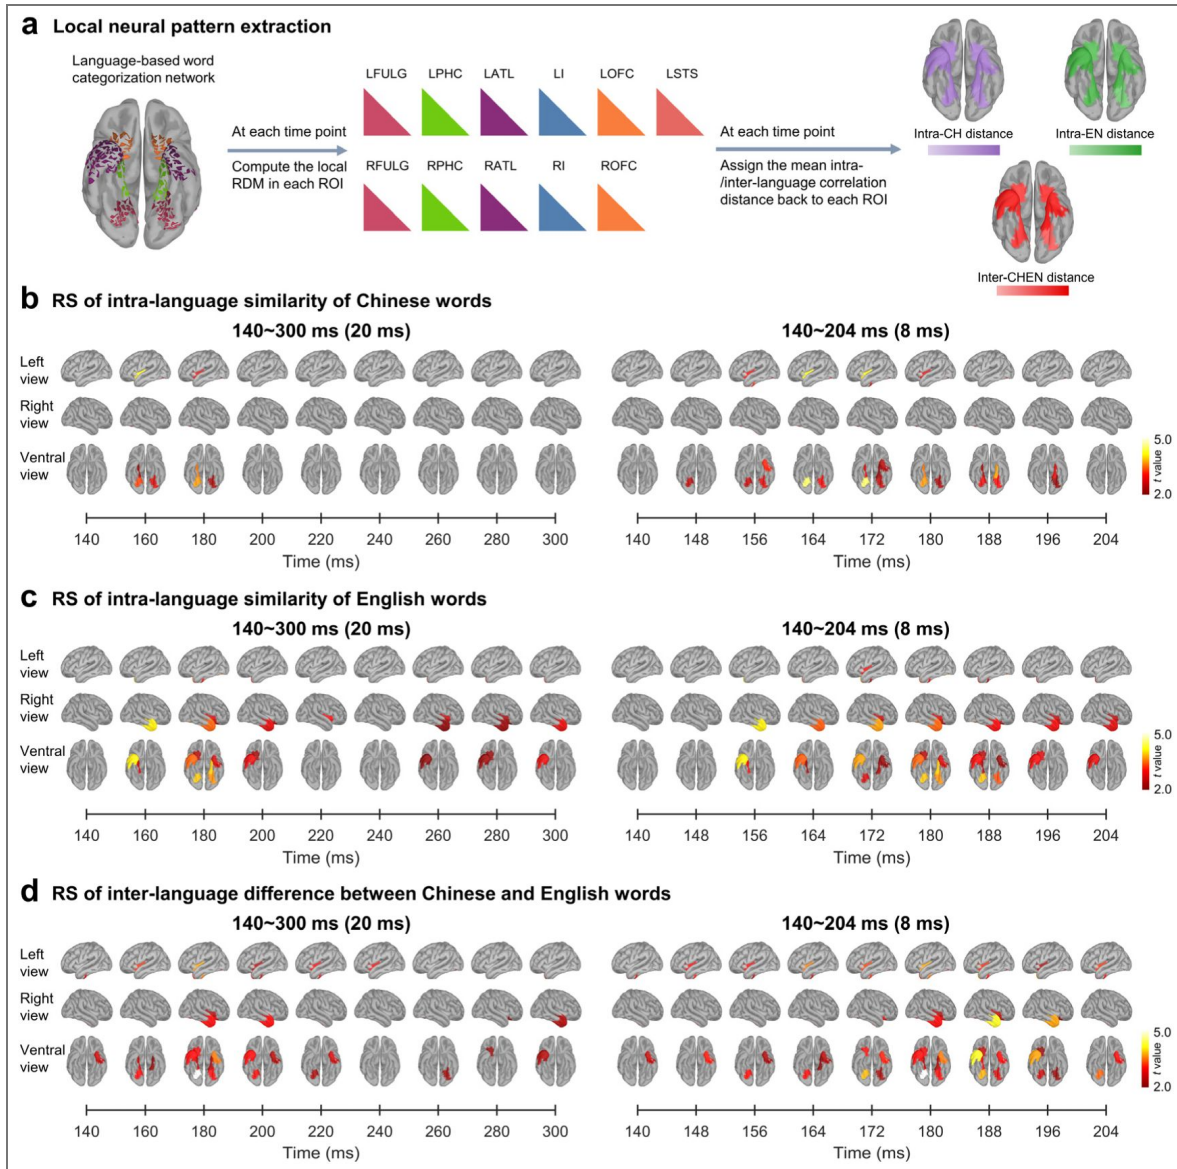 a Local neural pattern extraction
Language-based word
categorization network
At each time point
Compute the local
RDM in each ROI
LFULG LPHC LATL LI LOFC LSTS
RFULG RPHC RATL RI ROFC
At each time point
Assign the mean intra-
/inter-language correlation
distance back to each ROI
Intra-CH distance
Intra-EN distance
Inter-CHEN distance
b RS of intra-language similarity of Chinese words
140~300 ms (20 ms)
140~204 ms (8 ms)
Left
view
Right
view
Ventral
view
5.0
t value
2.0
140 160 180 200 220 240 260 280 300
Time (ms)
140 148 156 164 172 180 188 196 204
Time (ms)
c RS of intra-language similarity of English words
140~300 ms (20 ms)
140~204 ms (8 ms)
Left
view
Right
view
Ventral
view
5.0
t value
2.0
140 160 180 200 220 240 260 280 300
Time (ms)
140 148 156 164 172 180 188 196 204
Time (ms)
d RS of inter-language difference between Chinese and English words
140~300 ms (20 ms)
140~204 ms (8 ms)
Left
view
Right
view
Ventral
view
5.0
t value
2.0
140 160 180 200 220 240 260 280 300
Time (ms)
140 148 156 164 172 180 188 196 204
Time (ms)